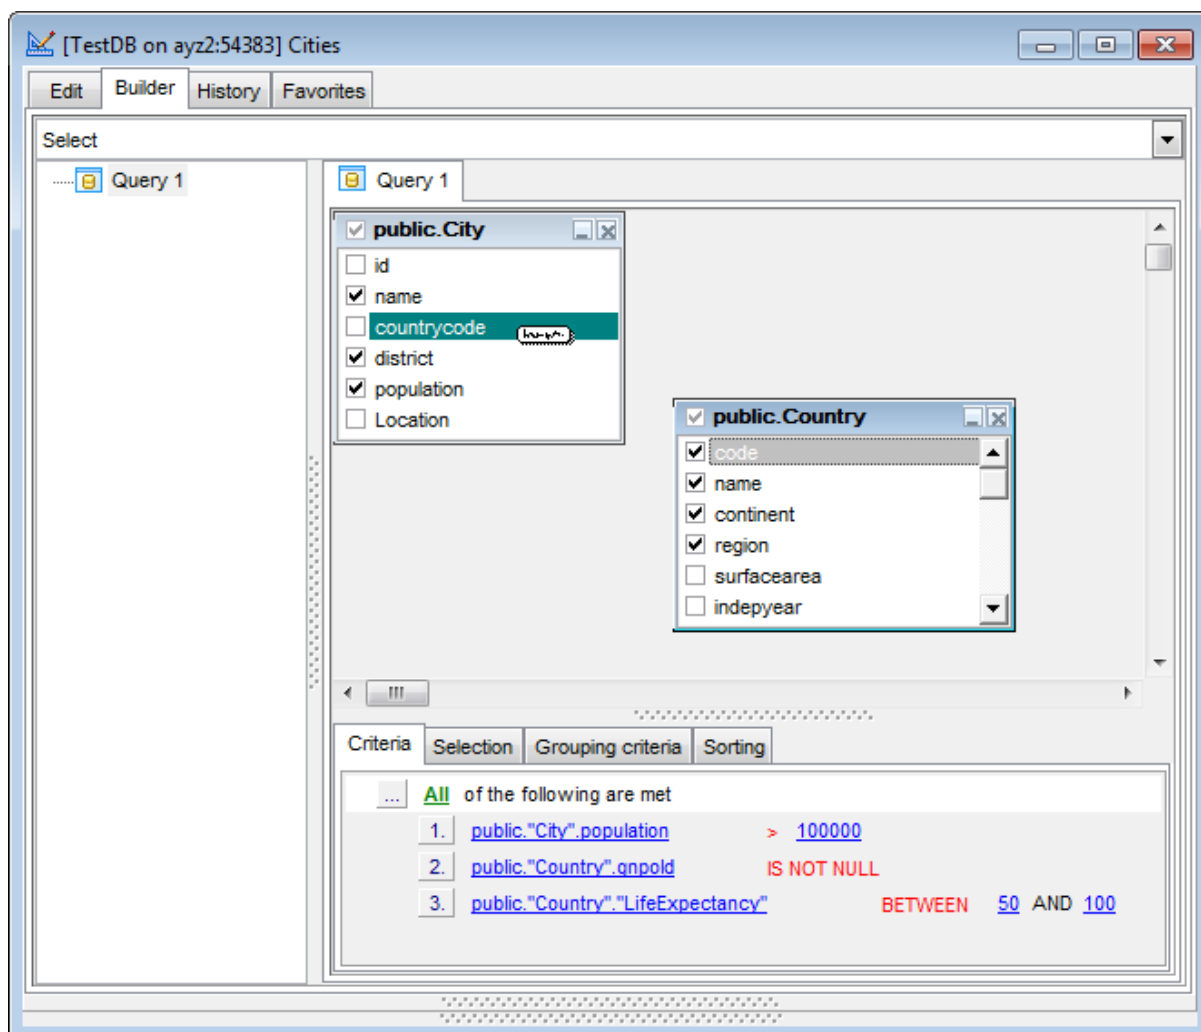 [TestDB on ayz2:54383] Cities
Edit Builder History Favorites
Select
Query 1
Query 1
public.City
id
name
countrycode
district
population
Location
public.Country
code
name
continent
region
surfacearea
indepyear
Criteria Selection Grouping criteria Sorting
... All of the following are met
1. public."City".population > 100000
2. public."Country".gnpold IS NOT NULL
3. public."Country"."LifeExpectancy" BETWEEN 50 AND 100